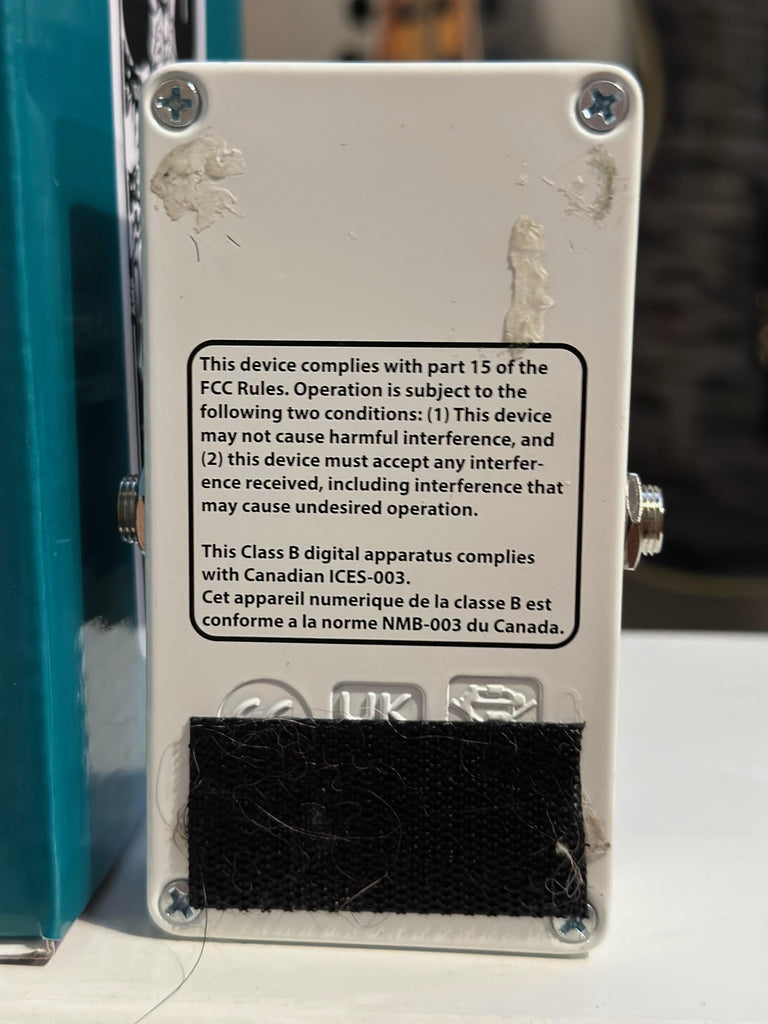 This device complies with part 15 of the
FCC Rules. Operation is subject to the
following two conditions: (1) This device
may not cause harmful interference, and
(2) this device must accept any interfer-
ence received, including interference that
may cause undesired operation.
This Class B digital apparatus complies
with Canadian ICES-003.
Cet appareil numerique de la classe B est
conforme a la norme NMB-003 du Canada.
UK